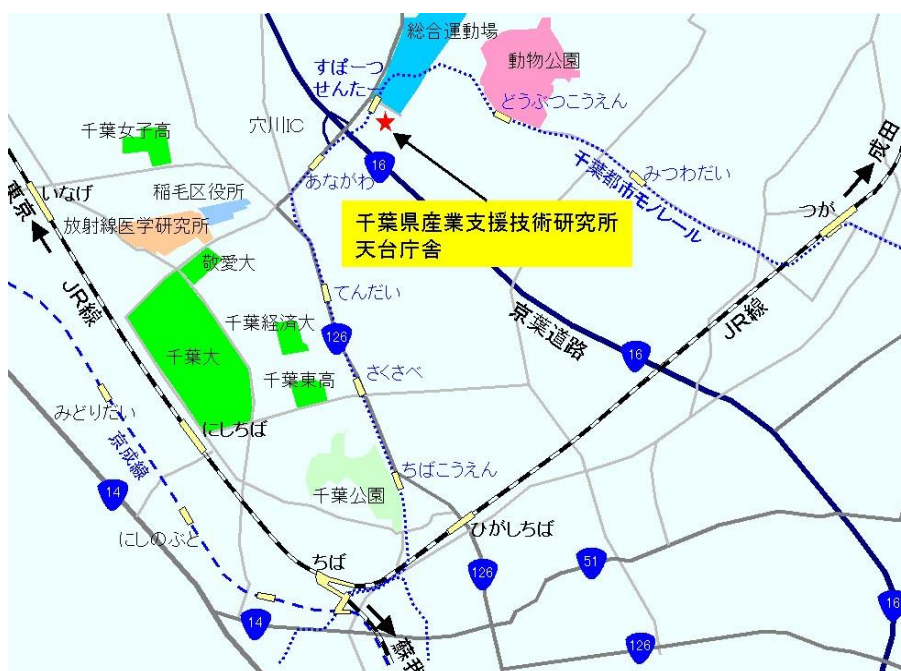 総合運動場
すぽーつ
せんたー
動物公園
どうぶつこうえん
穴川IC
千葉女子高
16
あながわ
みつわだい
千葉都市モノレール
成田
つが
いなげ
東京
稲毛区役所
放射線医学研究所
千葉県産業支援技術研究所
天台庁舎
敬愛大
JR線
てんだい
京葉道路
JR線
千葉経済大
126
16
千葉大
千葉東高
さくさべ
みどりだい
にしちば
京成線
ちばこうえん
14
千葉公園
にしのぶと
ひがしちば
ちば
51
126
16
14
126
蘇我